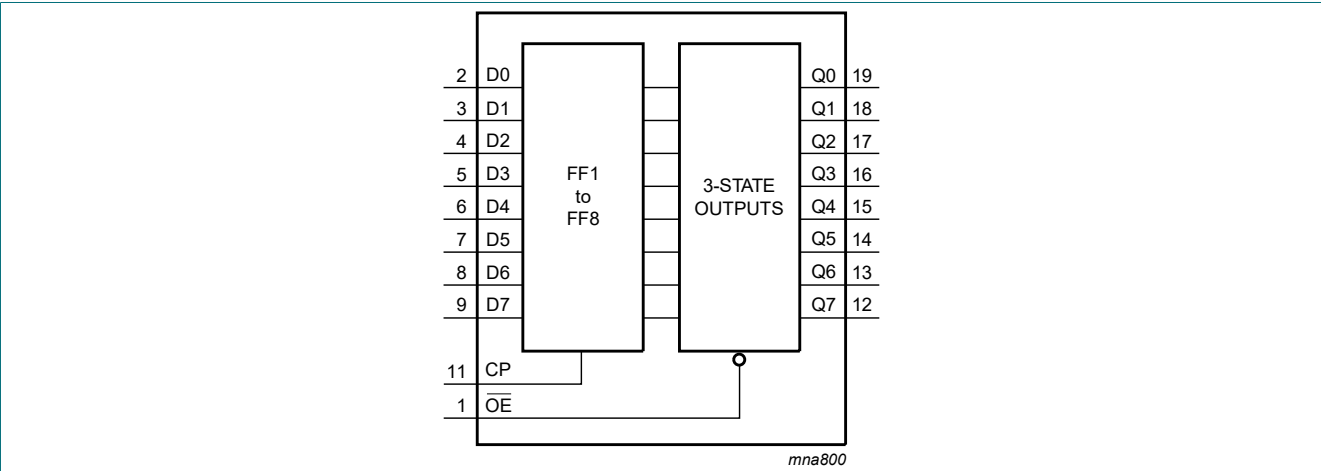 2 D0 Q0 19
3 D1 Q1 18
4 D2 Q2 17
5 D3 Q3 16
6 D4 Q4 15
7 D5 Q5 14
8 D6 Q6 13
9 D7 Q7 12
FF1
to
FF8
3-STATE
OUTPUTS
11 CP
1 O̅E̅
mna800